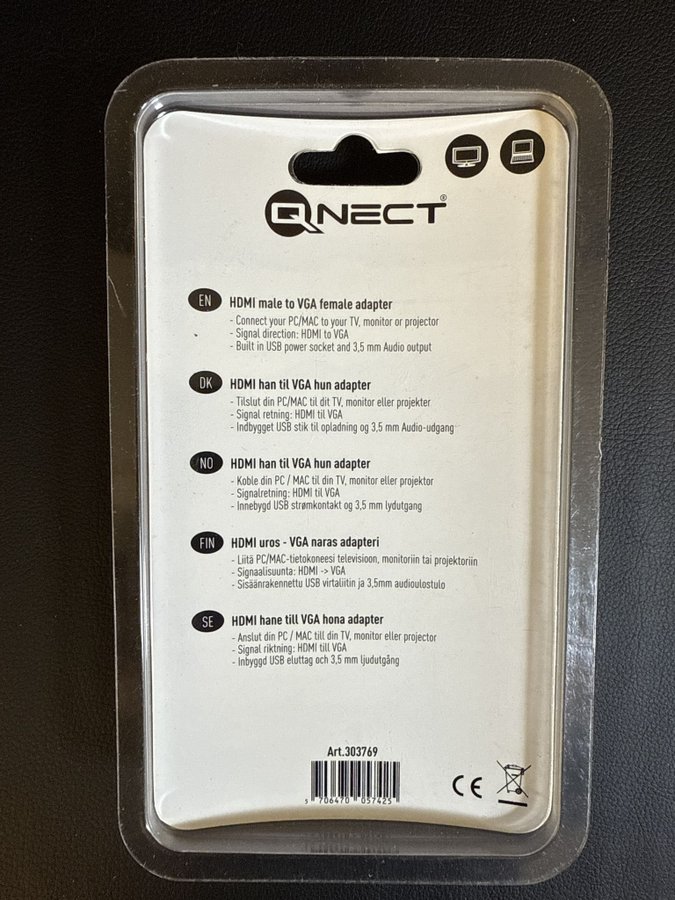 QNECT®
EN
HDMI male to VGA female adapter
- Connect your PC/MAC to your TV, monitor or projector
- Signal direction: HDMI to VGA
- Built in USB power socket and 3,5 mm Audio output
DK
HDMI han til VGA hun adapter
- Tilslut din PC/MAC til dit TV, monitor eller projekter
- Signal retning: HDMI til VGA
- Indbygget USB stik til opladning og 3,5 mm Audio-udgang
NO
HDMI han til VGA hun adapter
- Koble din PC / MAC til din TV, monitor eller projektor
- Signalretning: HDMI til VGA
- Innebygd USB strømkontakt og 3,5 mm lydutgang
FIN
HDMI uros - VGA naras adapteri
- Liitä PC/MAC-tietokoneesi televisioon, monitoriin tai projektoriin
- Signaalisuunta: HDMI -> VGA
- Sisäänrakennettu USB virtaliitin ja 3,5mm audioulostulo
SE
HDMI hane till VGA hona adapter
- Anslut din PC / MAC till din TV, monitor eller projektor
- Signal riktning: HDMI till VGA
- Inbyggd USB eluttag och 3,5 mm ljudutgång
Art.303769
5 706470 057425
CE